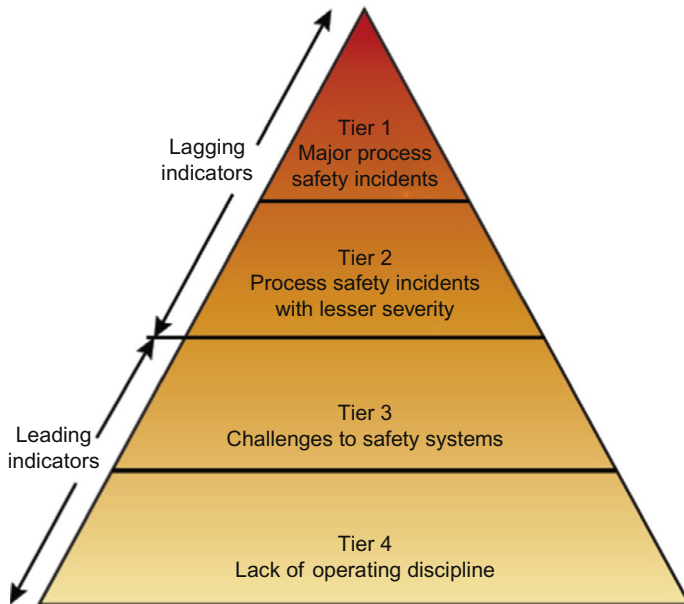 Tier 1
Major process
safety incidents
Lagging
indicators
Tier 2
Process safety incidents
with lesser severity
Tier 3
Challenges to safety systems
Leading
indicators
Tier 4
Lack of operating discipline